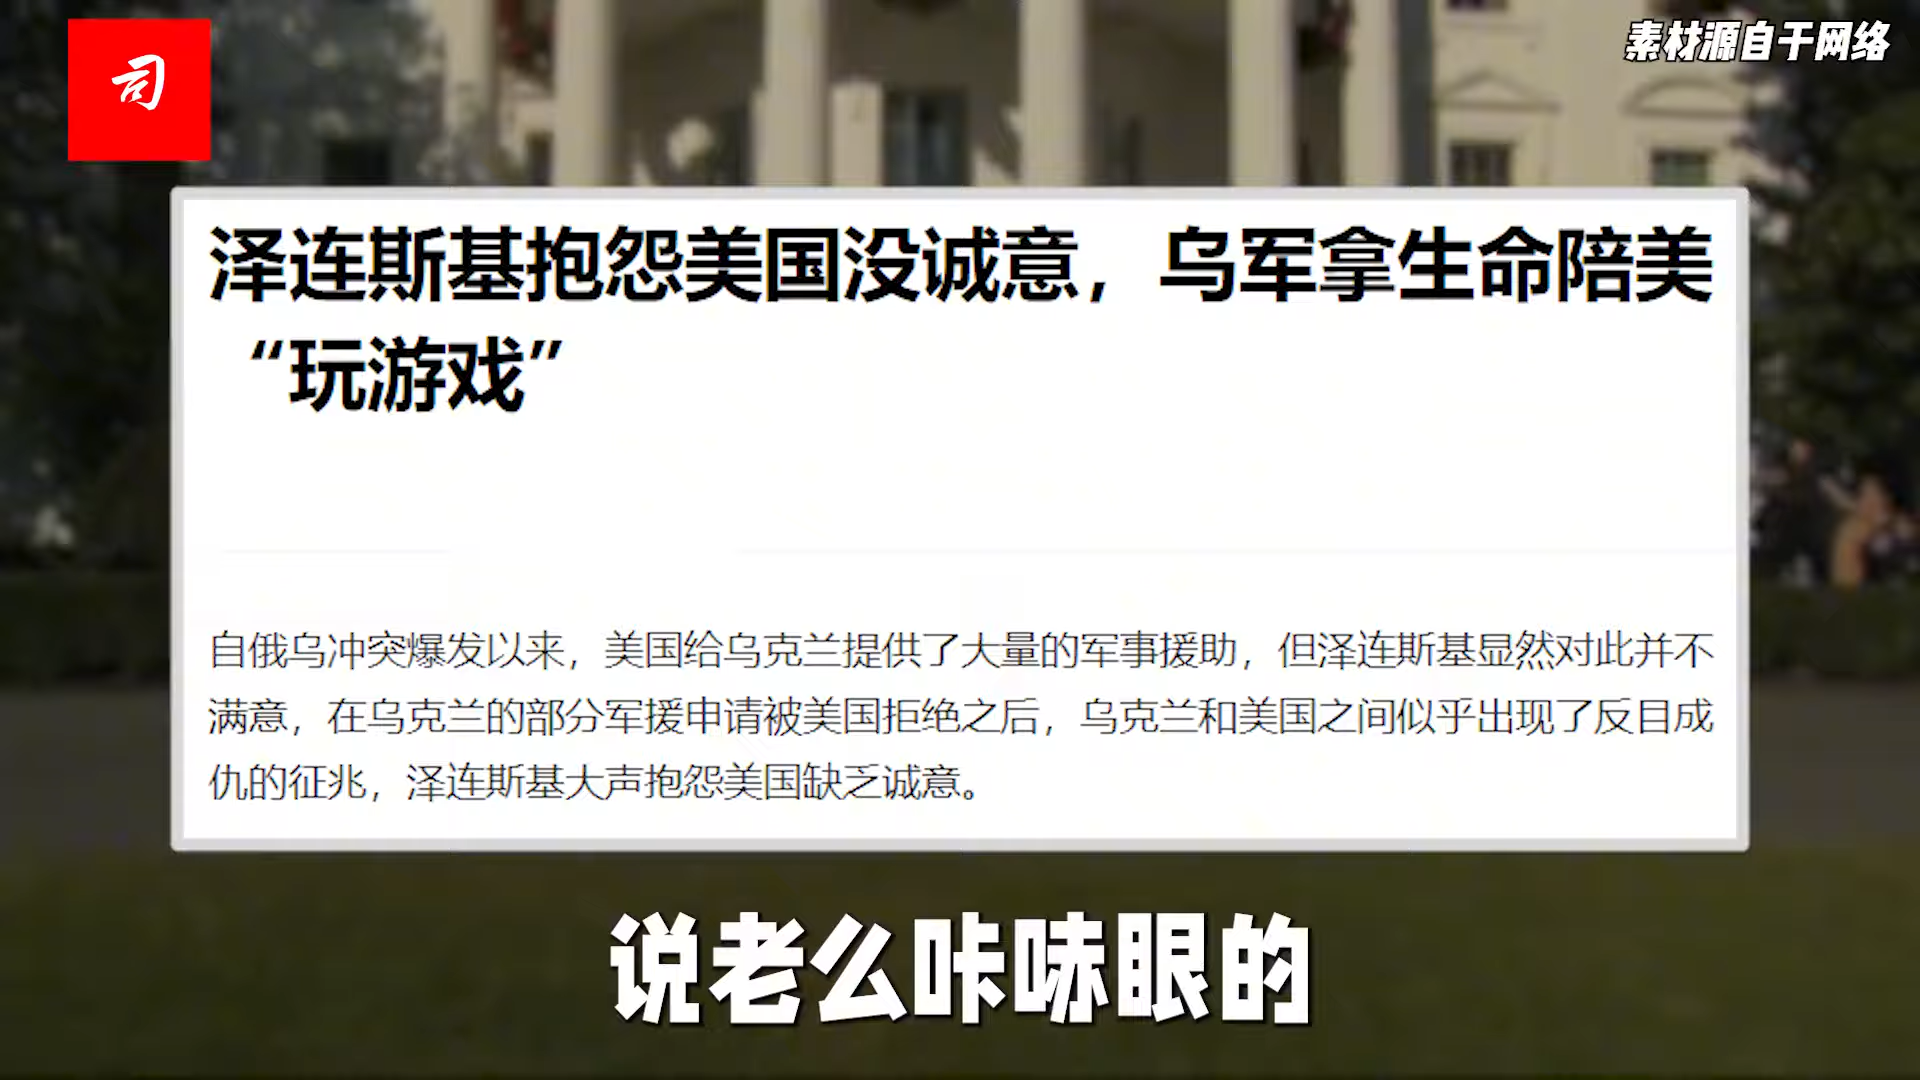 司
素材源自于网络
泽连斯基抱怨美国没诚意，乌军拿生命陪美
“玩游戏”
自俄乌冲突爆发以来，美国给乌克兰提供了大量的军事援助，但泽连斯基显然对此并不
满意，在乌克兰的部分军援申请被美国拒绝之后，乌克兰和美国之间似乎出现了反目成
仇的征兆，泽连斯基大声抱怨美国缺乏诚意。
说老么咔哧眼的